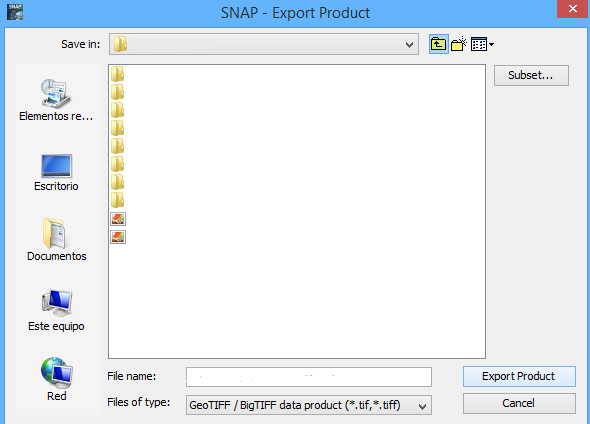 SNAP
SNAP - Export Product
Save in:
Subset...
Elementos re...
Escritorio
Documentos
Este equipo
Red
File name:
Export Product
Files of type:
GeoTIFF / BigTIFF data product (*.tif,*.tiff)
Cancel